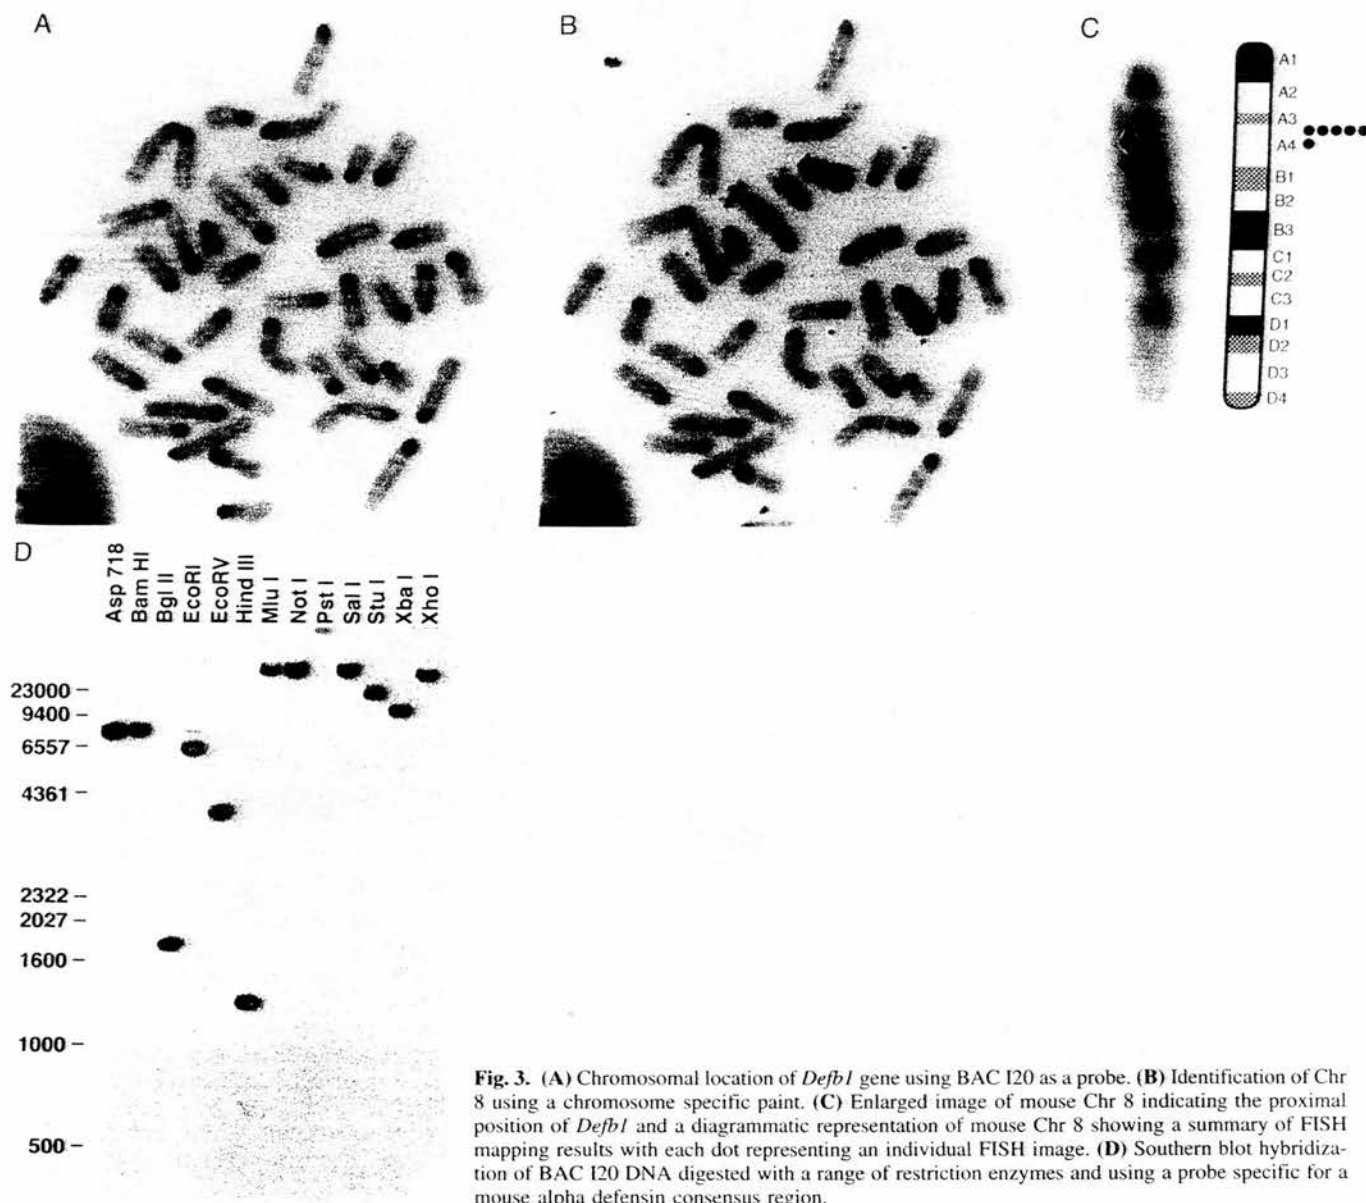 A
B
C
A1
A2
A3
A4
B1
B2
B3
C1
C2
C3
D1
D2
D3
D4
D
Asp 718
Bam HI
Bgl II
EcoRI
EcoRV
Hind III
Mlu I
Not I
Pst I
Sal I
Stu I
Xba I
Xho I
23000
9400
6557
4361
2322
2027
1600
1000
500
Fig. 3. (A) Chromosomal location of Defb1 gene using BAC I20 as a probe. (B) Identification of Chr
8 using a chromosome specific paint. (C) Enlarged image of mouse Chr 8 indicating the proximal
position of Defb1 and a diagrammatic representation of mouse Chr 8 showing a summary of FISH
mapping results with each dot representing an individual FISH image. (D) Southern blot hybridiza-
tion of BAC I20 DNA digested with a range of restriction enzymes and using a probe specific for a
mouse alpha defensin consensus region.